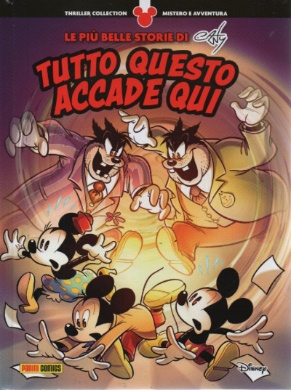 THRILLER COLLECTION MISTERO E AVVENTURA
LE PIÙ BELLE STORIE DI
TUTTO QUESTO
ACCADE QUI
PANINI COMICS
Disney